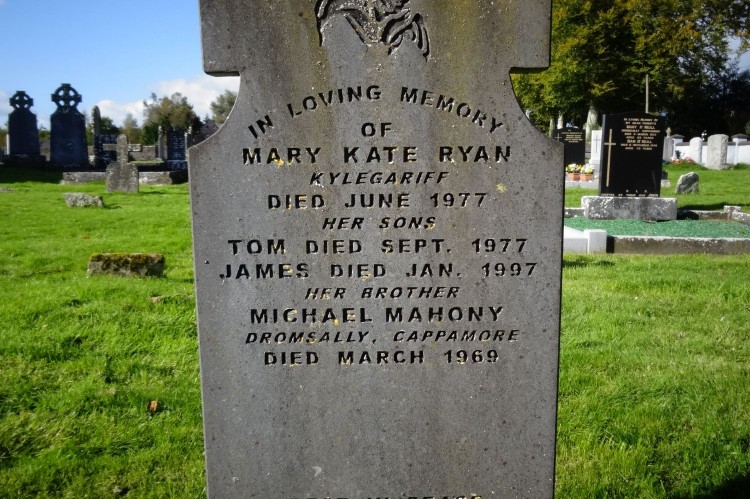 IN LOVING MEMORY
OF
MARY KATE RYAN
KYLEGARIFF
DIED JUNE 1977
HER SONS
TOM DIED SEPT. 1977
JAMES DIED JAN. 1997
HER BROTHER
MICHAEL MAHONY
DROMSALLY, CAPPAMORE
DIED MARCH 1969